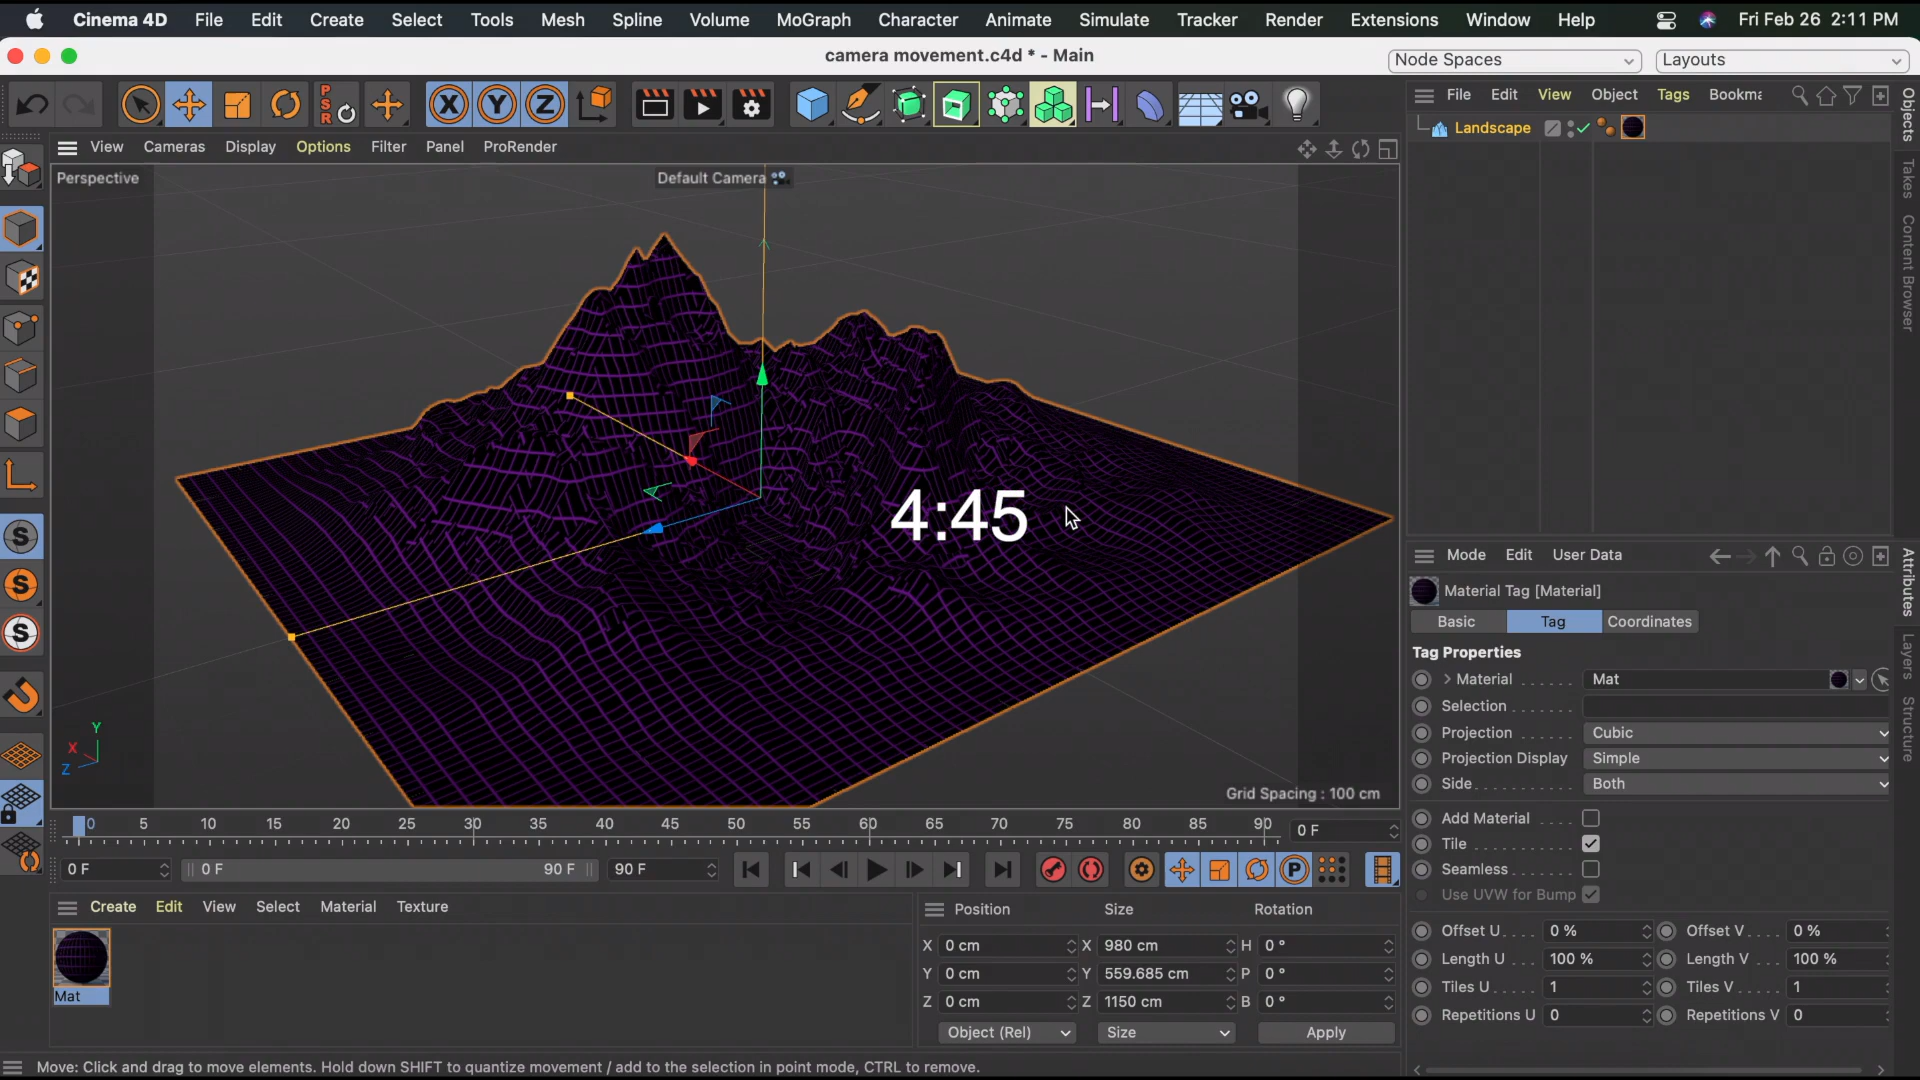 Cinema 4D File Edit Create Select Tools Mesh Spline Volume MoGraph Character Animate Simulate Tracker Render Extensions Window Help Fri Feb 26 2:11 PM
camera movement.c4d * - Main
Node Spaces Layouts
PSR X Y Z
File Edit View Object Tags Bookma
View Cameras Display Options Filter Panel ProRender
Landscape
Perspective
Default Camera
4:45
Y
X
Z
Grid Spacing : 100 cm
Objects
Takes
Content Browser
Mode Edit User Data
Material Tag [Material]
Basic Tag Coordinates
Tag Properties
> Material Mat
Selection
Projection Cubic
Projection Display Simple
Side Both
Add Material
Tile
Seamless
Use UVW for Bump
Offset U 0 % Offset V 0 %
Length U 100 % Length V 100 %
Tiles U 1 Tiles V 1
Repetitions U 0 Repetitions V 0
Attributes
Layers
Structure
S
S
S
0 5 10 15 20 25 30 35 40 45 50 55 60 65 70 75 80 85 90 0 F
0 F 0 F 90 F 90 F
P
Create Edit View Select Material Texture
Mat
Position Size Rotation
X 0 cm X 980 cm H 0 °
Y 0 cm Y 559.685 cm P 0 °
Z 0 cm Z 1150 cm B 0 °
Object (Rel) Size Apply
Move: Click and drag to move elements. Hold down SHIFT to quantize movement / add to the selection in point mode, CTRL to remove.